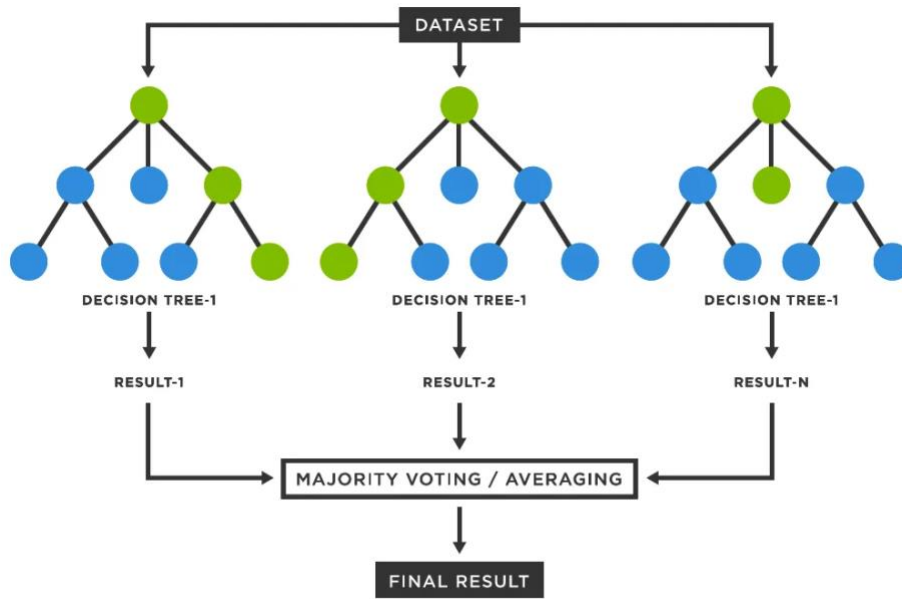 DATASET
DECISION TREE-1
DECISION TREE-1
DECISION TREE-1
RESULT-1
RESULT-2
RESULT-N
MAJORITY VOTING / AVERAGING
FINAL RESULT